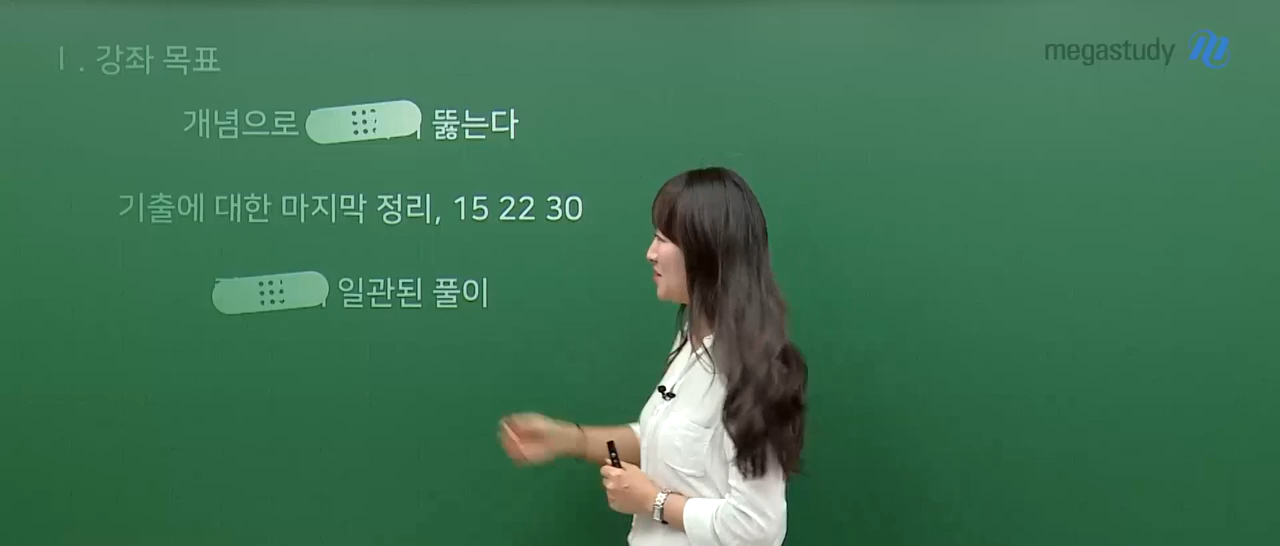 Ⅰ. 강좌 목표
megastudy
개념으로 뚫는다
기출에 대한 마지막 정리, 15 22 30
일관된 풀이